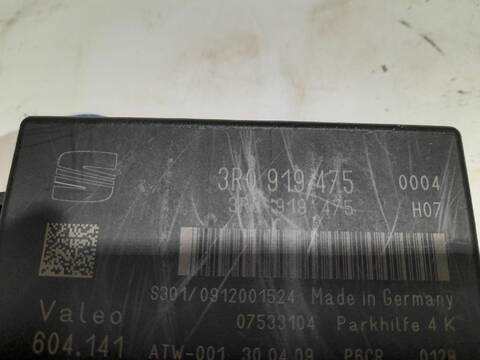 3R0 919 475 0004
3R0 919 475 H07
S301/0912001524 Made in Germany
Valeo 07533104 Parkhilfe 4 K
604.141 ATW-001 30.04.09